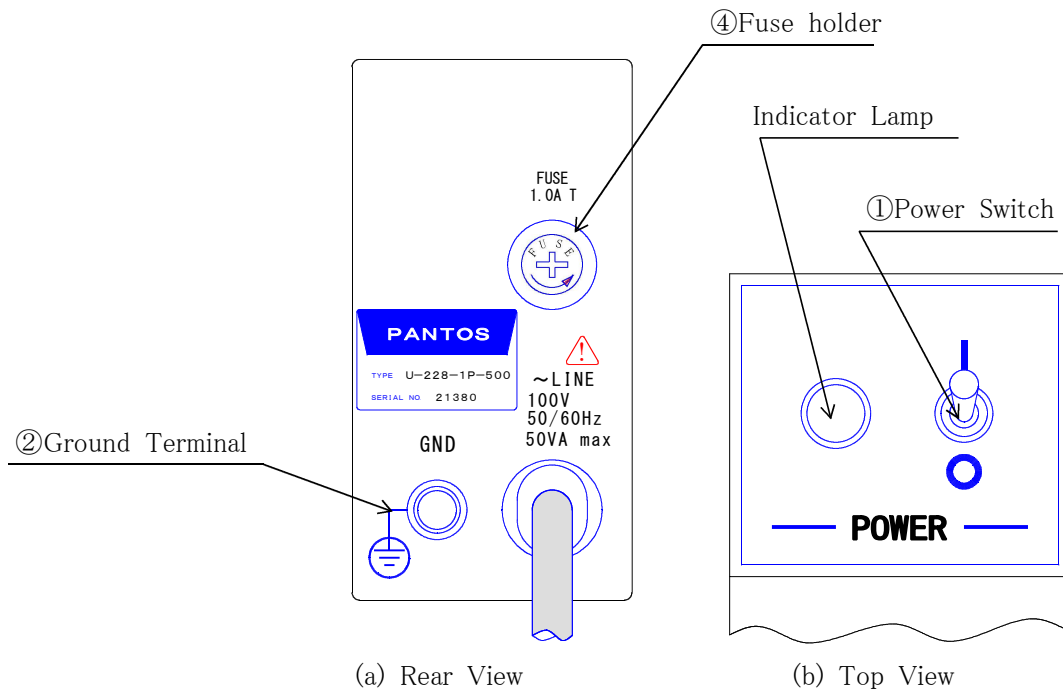 ④Fuse holder
Indicator Lamp
①Power Switch
FUSE
1.0A T
FUSE
PANTOS
TYPE U-228-1P-500
SERIAL NO. 21380
~LINE
100V
50/60Hz
50VA max
②Ground Terminal
GND
POWER
(a) Rear View
(b) Top View